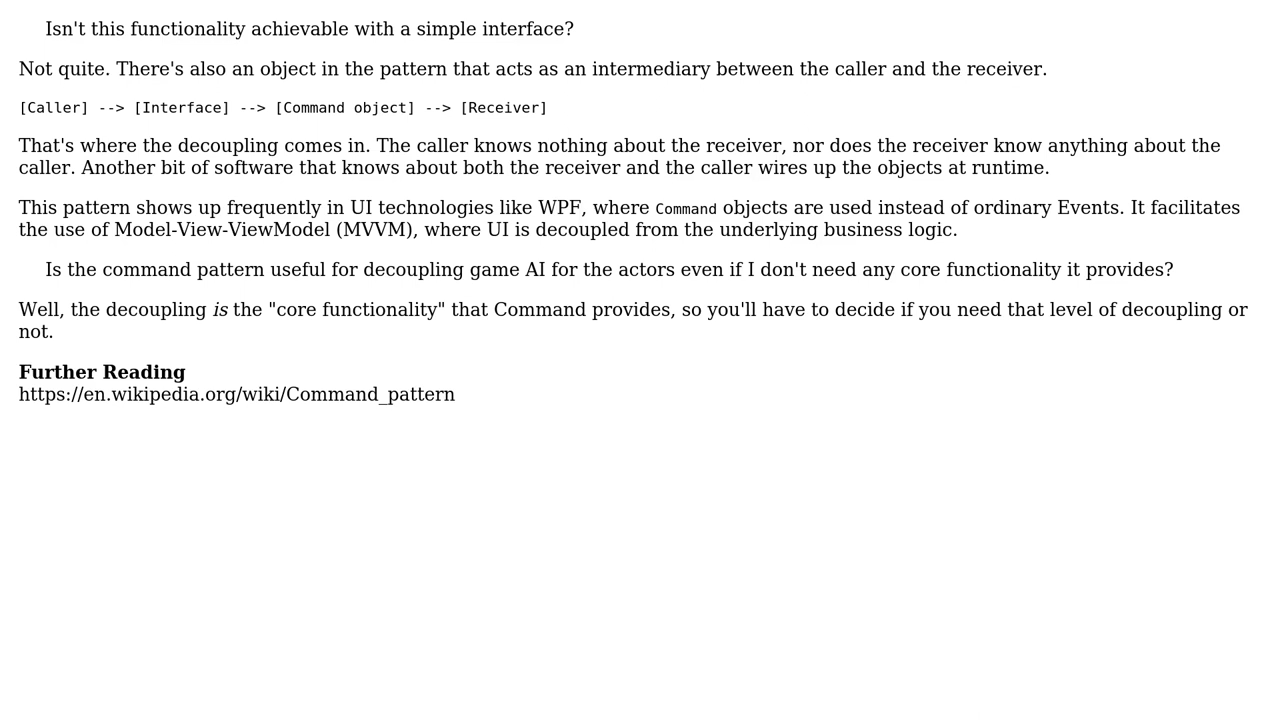 Isn't this functionality achievable with a simple interface?
Not quite. There's also an object in the pattern that acts as an intermediary between the caller and the receiver.
[Caller] --> [Interface] --> [Command object] --> [Receiver]
That's where the decoupling comes in. The caller knows nothing about the receiver, nor does the receiver know anything about the
caller. Another bit of software that knows about both the receiver and the caller wires up the objects at runtime.
This pattern shows up frequently in UI technologies like WPF, where Command objects are used instead of ordinary Events. It facilitates
the use of Model-View-ViewModel (MVVM), where UI is decoupled from the underlying business logic.
Is the command pattern useful for decoupling game AI for the actors even if I don't need any core functionality it provides?
Well, the decoupling is the "core functionality" that Command provides, so you'll have to decide if you need that level of decoupling or
not.
Further Reading
https://en.wikipedia.org/wiki/Command_pattern